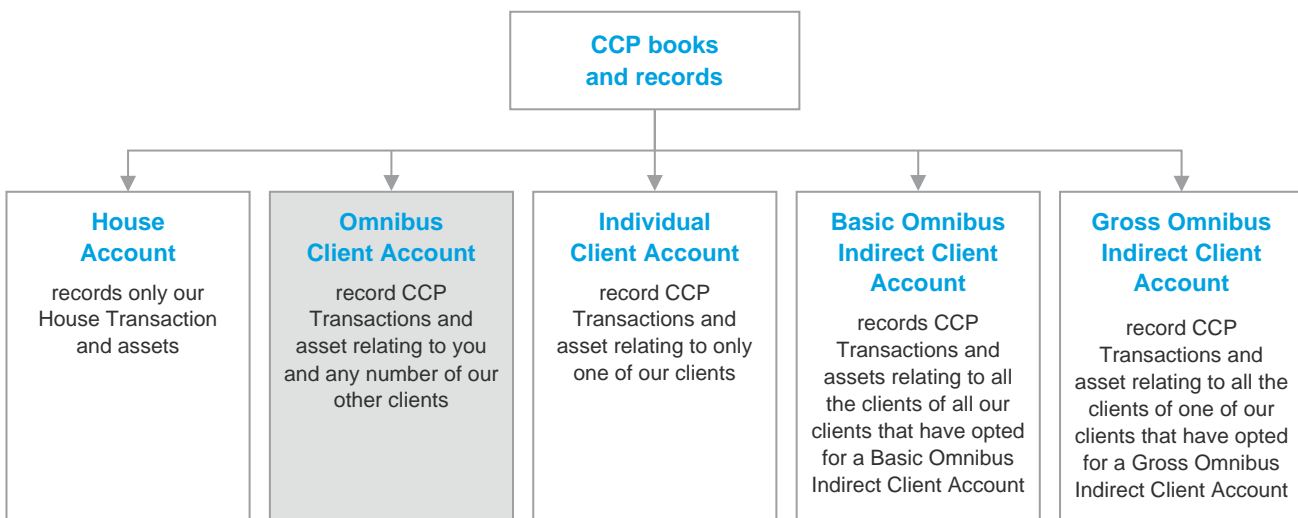 CCP books
and records
House
Account
records only our
House Transaction
and assets
Omnibus
Client Account
record CCP
Transactions and
asset relating to you
and any number of our
other clients
Individual
Client Account
record CCP
Transactions and
asset relating to only
one of our clients
Basic Omnibus
Indirect Client
Account
records CCP
Transactions and
assets relating to all
the clients of all our
clients that have opted
for a Basic Omnibus
Indirect Client Account
Gross Omnibus
Indirect Client
Account
record CCP
Transactions and
asset relating to all the
clients of one of our
clients that have opted
for a Gross Omnibus
Indirect Client Account